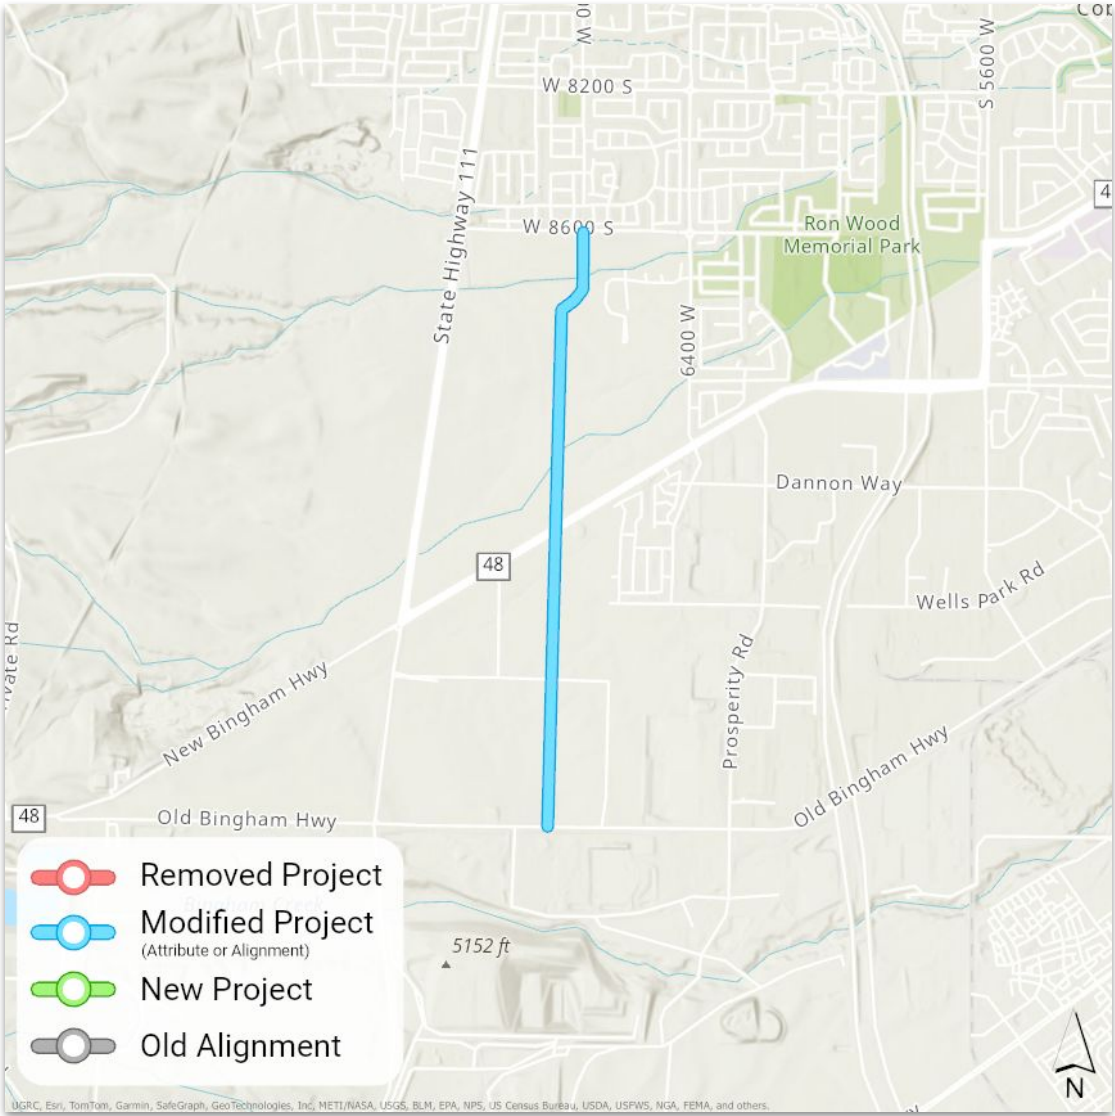 W 8200 S
S 5600 W
State Highway 111
W 8600 S
Ron Wood
Memorial Park
6400 W
Dannon Way
48
Wells Park Rd
Prosperity Rd
New Bingham Hwy
Old Bingham Hwy
48
Old Bingham Hwy
Removed Project
Modified Project
(Attribute or Alignment)
New Project
Old Alignment
5152 ft
N
UGRC, Esri, TomTom, Garmin, SafeGraph, GeoTechnologies, Inc, METI/NASA, USGS, BLM, EPA, NPS, US Census Bureau, USDA, USFWS, NGA, FEMA, and others.